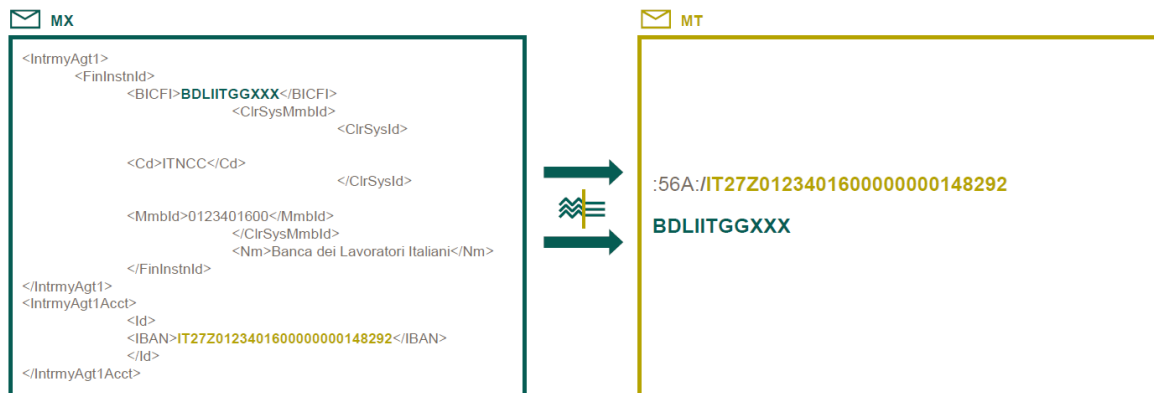 MX
<IntrmyAgt1>
<FinInstnId>
<BICFI>BDLIITGGXXX</BICFI>
<ClrSysMmbId>
<ClrSysId>
<Cd>ITNCC</Cd>
</ClrSysId>
<MmbId>0123401600</MmbId>
</ClrSysMmbId>
<Nm>Banca dei Lavoratori Italiani</Nm>
</FinInstnId>
</IntrmyAgt1>
<IntrmyAgt1Acct>
<Id>
<IBAN>IT27Z0123401600000000148292</IBAN>
</Id>
</IntrmyAgt1Acct>
MT
:56A:/IT27Z0123401600000000148292
BDLIITGGXXX